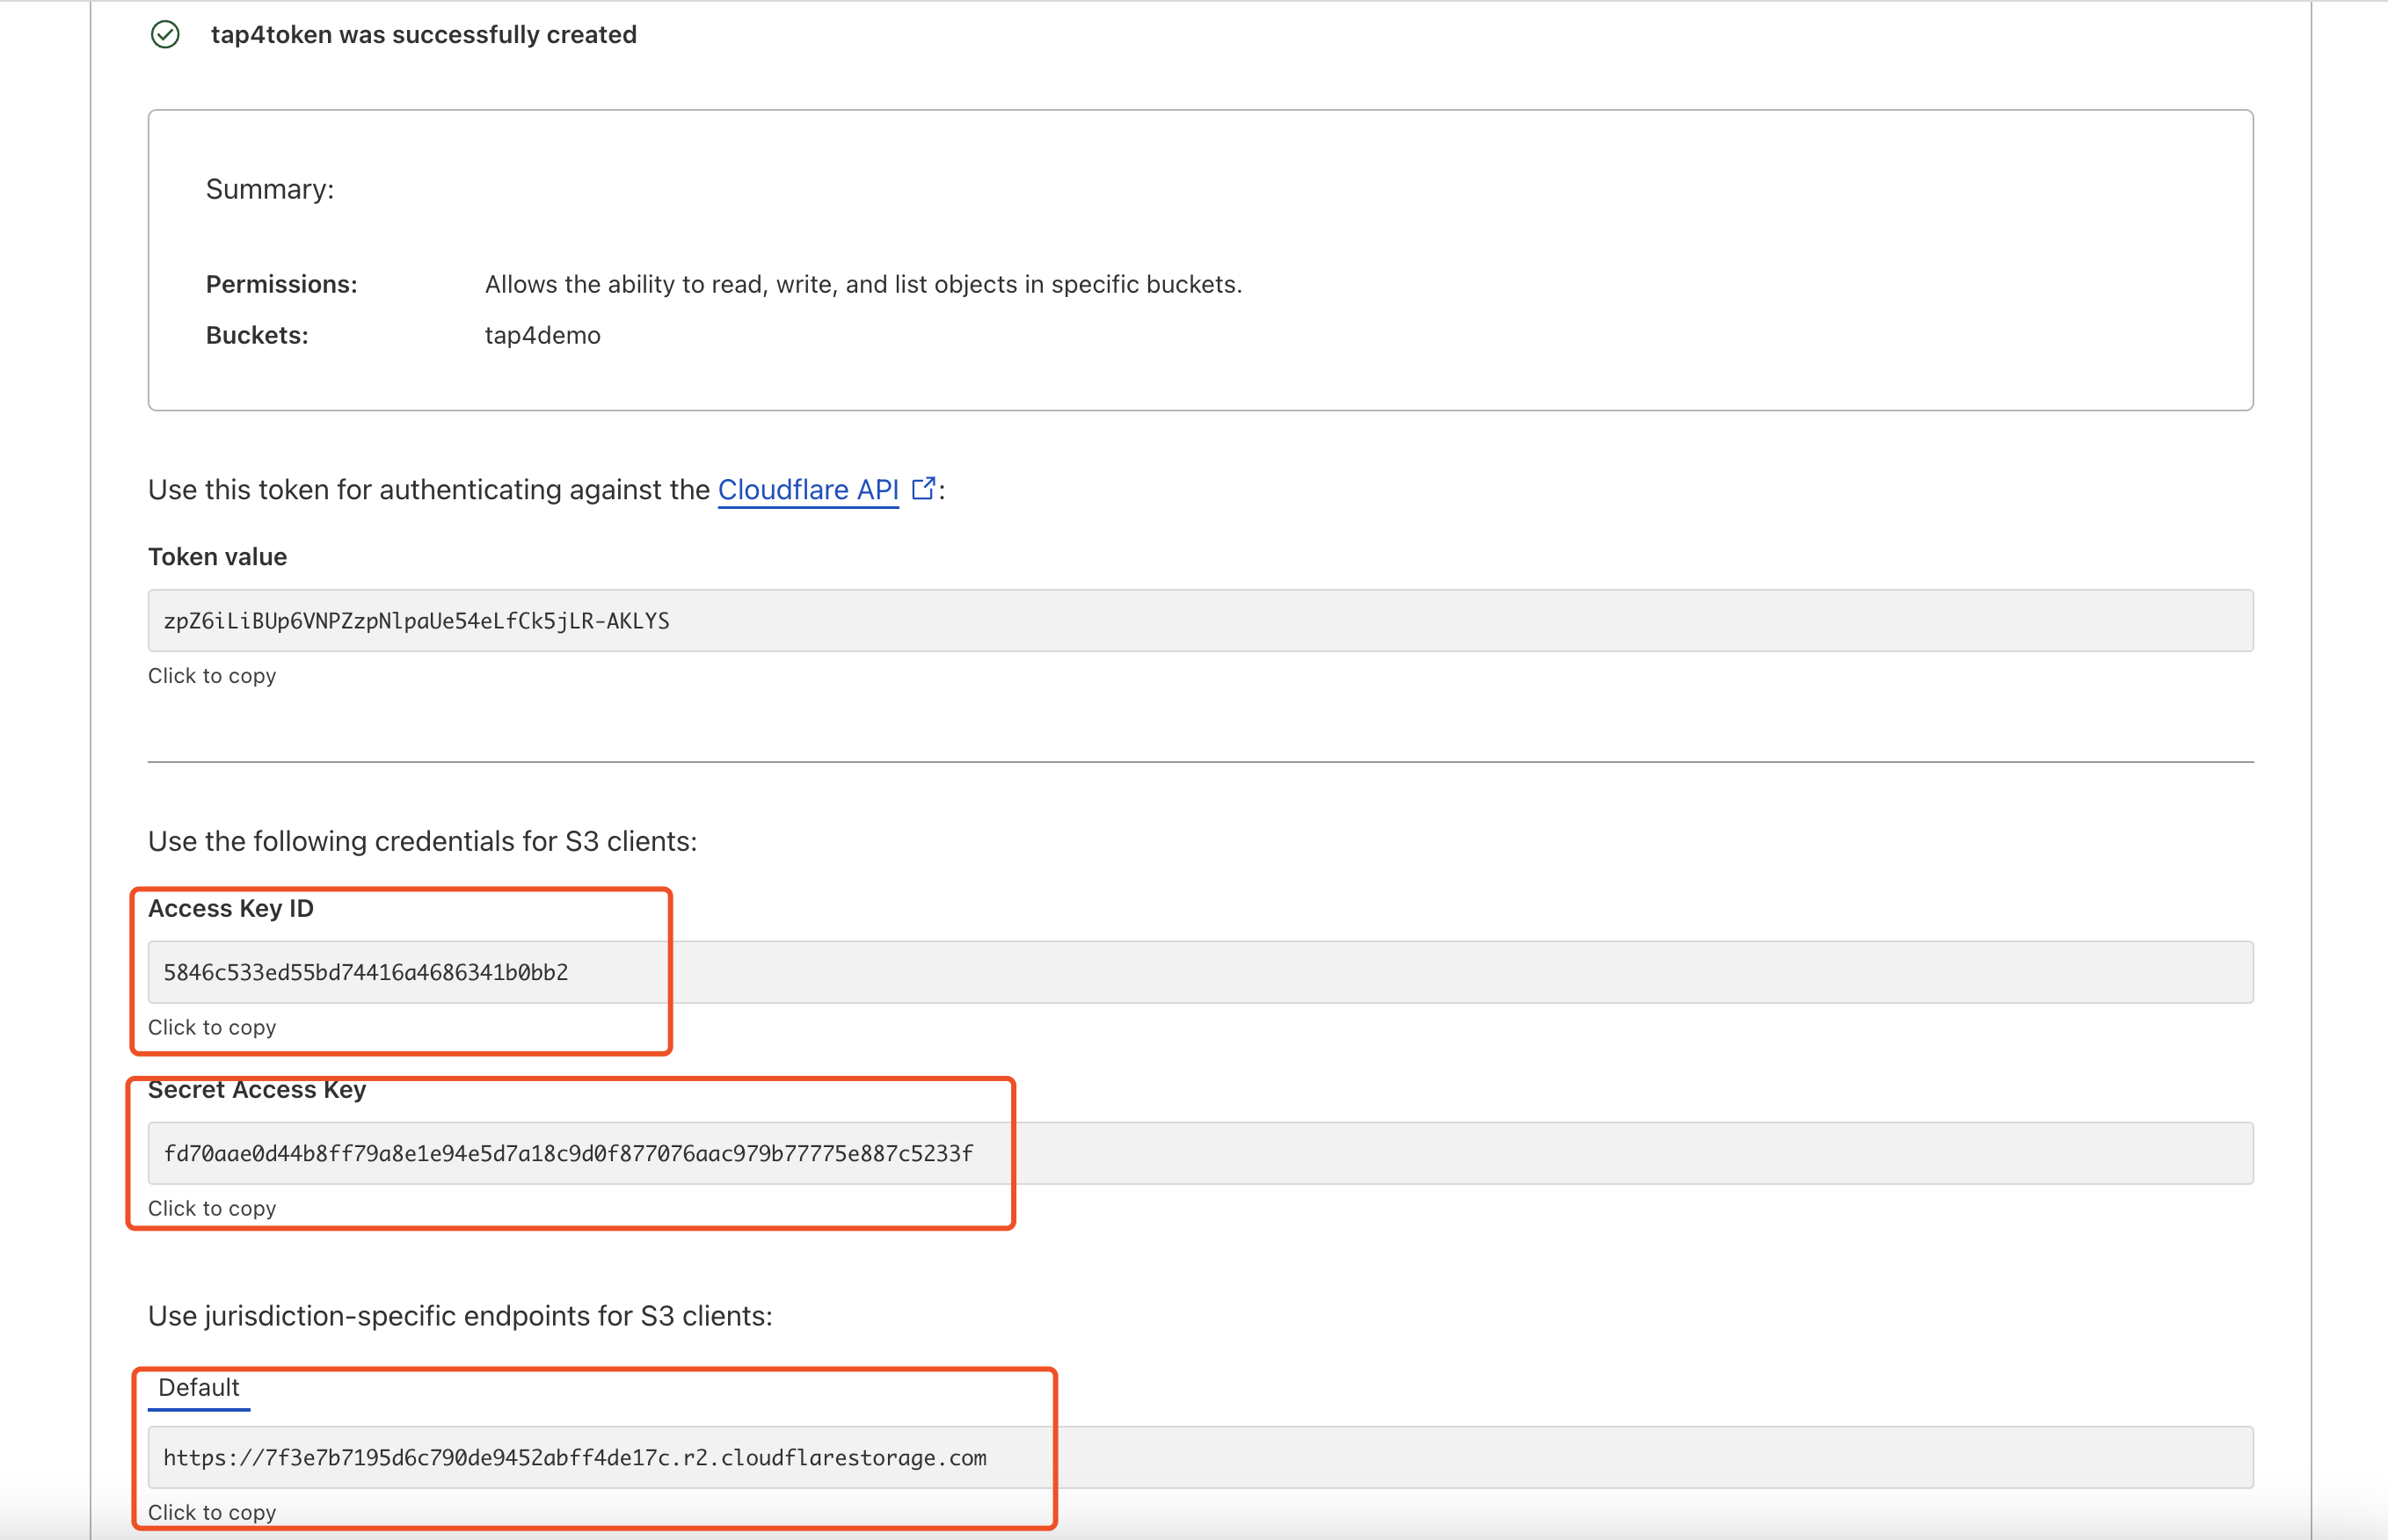 tap4token was successfully created
Summary:
Permissions: Allows the ability to read, write, and list objects in specific buckets.
Buckets: tap4demo
Use this token for authenticating against the Cloudflare API :
Token value
zpZ6iLiBUp6VNPZzpNlpaUe54eLfCk5jLR-AKLYS
Click to copy
Use the following credentials for S3 clients:
Access Key ID
5846c533ed55bd74416a4686341b0bb2
Click to copy
Secret Access Key
fd70aae0d44b8ff79a8e1e94e5d7a18c9d0f877076aac979b77775e887c5233f
Click to copy
Use jurisdiction-specific endpoints for S3 clients:
Default
https://7f3e7b7195d6c790de9452abff4de17c.r2.cloudflarestorage.com
Click to copy